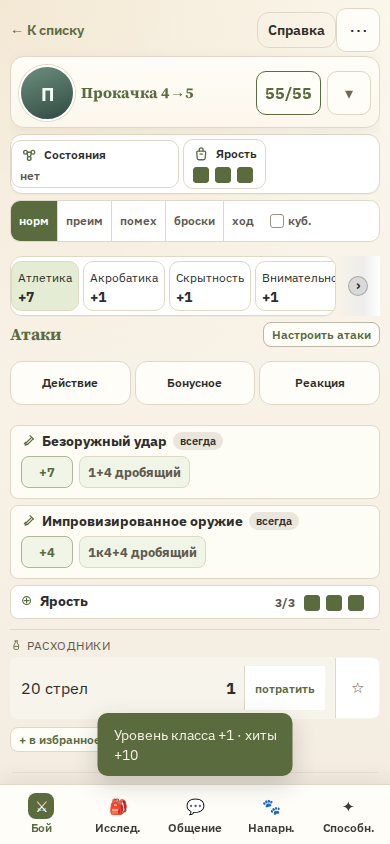 ← К списку
Справка
...
П
Прокачка 4→5
55/55
▼
Состояния
нет
Ярость
норм
преим
помех
броски
ход
куб.
Атлетика
+7
Акробатика
+1
Скрытность
+1
Внимательно
+1
Атаки
Настроить атаки
Действие
Бонусное
Реакция
Безоружный удар
всегда
+7
1+4 дробящий
Импровизированное оружие
всегда
+4
1к4+4 дробящий
Ярость
3/3
РАСХОДНИКИ
20 стрел
1
потратить
☆
+ в избранное
Уровень класса +1 · хиты
+10
Бой
Исслед.
Общение
Напарн.
Способн.